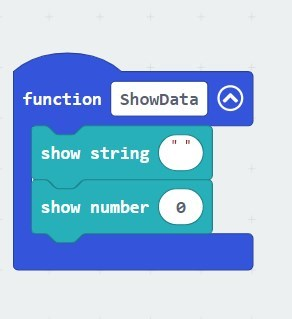 function ShowData
show string " "
show number 0